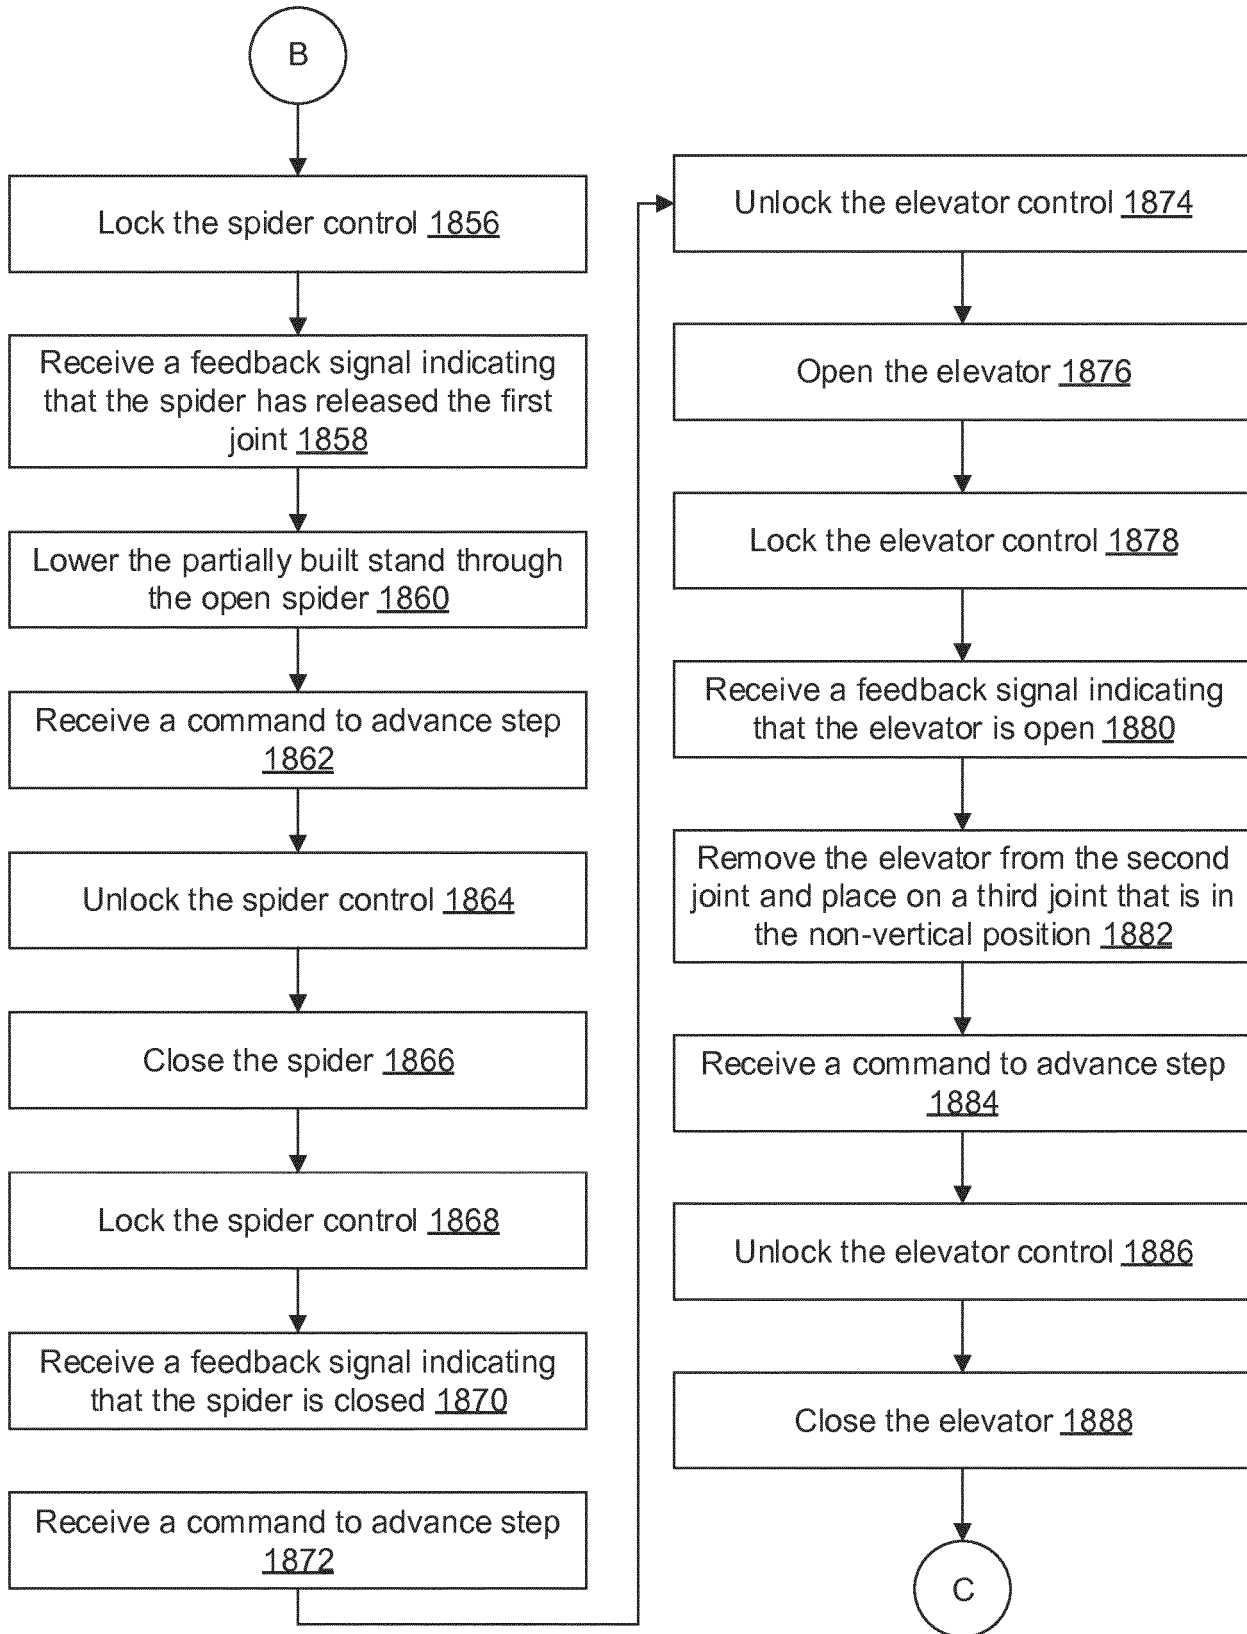 B
Lock the spider control 1856
Receive a feedback signal indicating
that the spider has released the first
joint 1858
Lower the partially built stand through
the open spider 1860
Receive a command to advance step
1862
Unlock the spider control 1864
Close the spider 1866
Lock the spider control 1868
Receive a feedback signal indicating
that the spider is closed 1870
Receive a command to advance step
1872
Unlock the elevator control 1874
Open the elevator 1876
Lock the elevator control 1878
Receive a feedback signal indicating
that the elevator is open 1880
Remove the elevator from the second
joint and place on a third joint that is in
the non-vertical position 1882
Receive a command to advance step
1884
Unlock the elevator control 1886
Close the elevator 1888
C